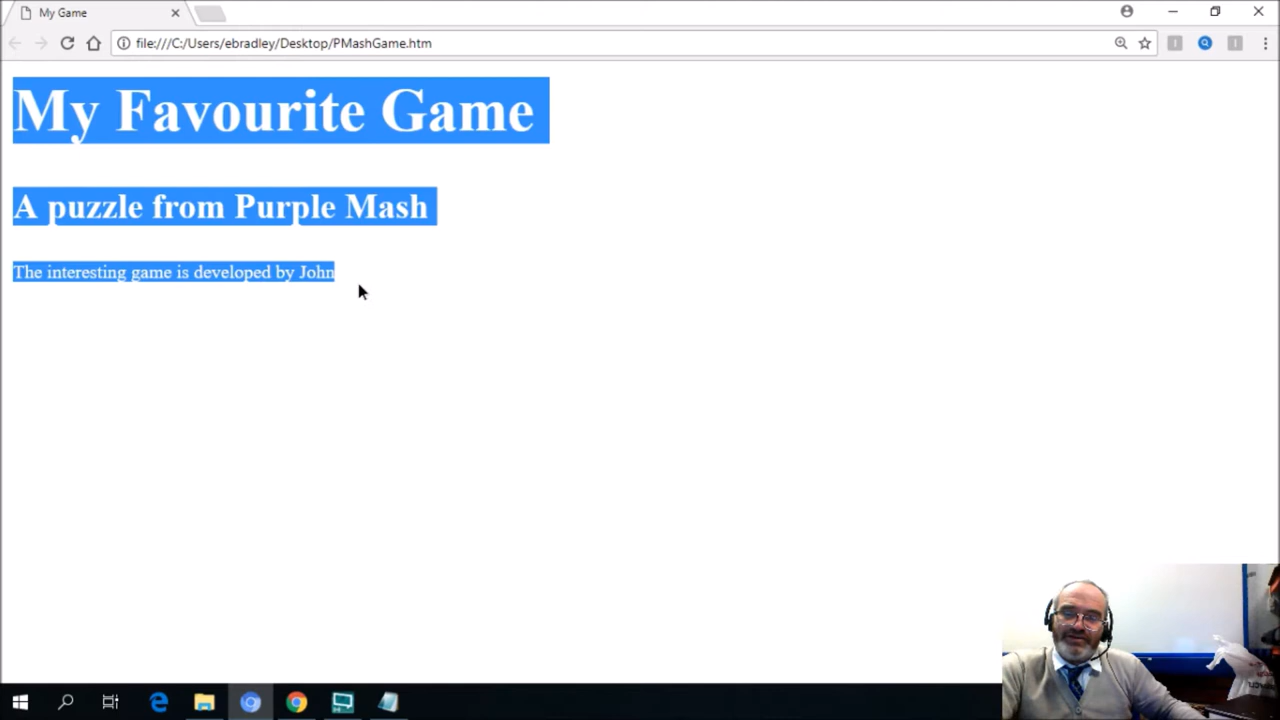 My Game
file:///C:/Users/ebradley/Desktop/PMashGame.htm
My Favourite Game
A puzzle from Purple Mash
The interesting game is developed by John